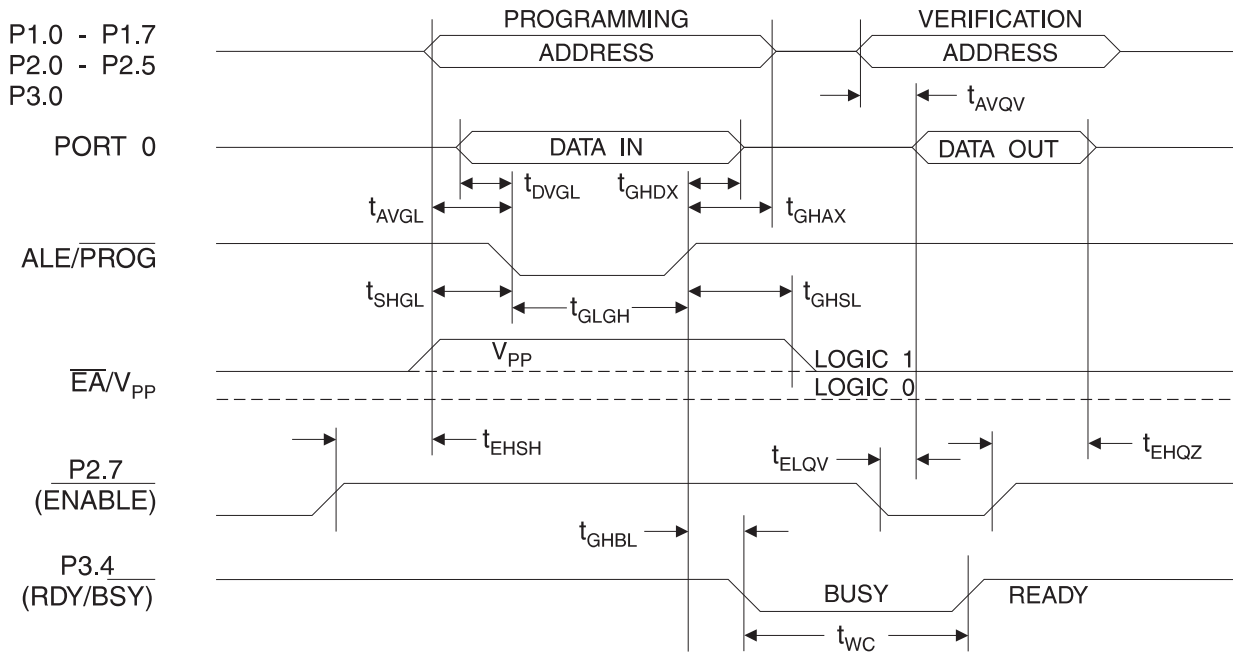 PROGRAMMING
VERIFICATION
P1.0 - P1.7
P2.0 - P2.5
P3.0
ADDRESS
ADDRESS
tAVQV
PORT 0
DATA IN
DATA OUT
tDVGL
tGHDX
tAVGL
tGHAX
ALE/PROG
tSHGL
tGLGH
tGHSL
VPP
LOGIC 1
EA/VPP
LOGIC 0
tEHSH
tELQV
tEHQZ
P2.7
(ENABLE)
tGHBL
P3.4
(RDY/BSY)
BUSY
READY
tWC